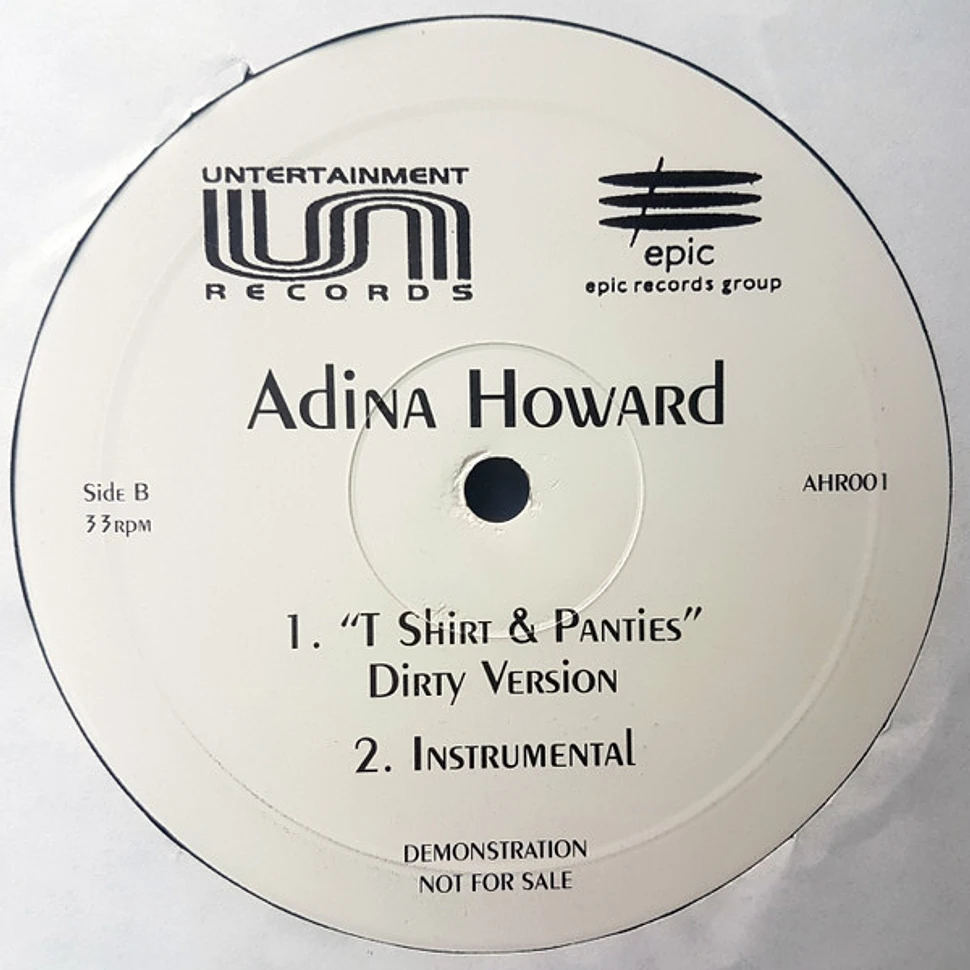 UNTERTAINMENT
UN
RECORDS
epic
epic records group
Adina Howard
Side B
33rpm
AHR001
1. “T Shirt & Panties”
Dirty Version
2. Instrumental
DEMONSTRATION
NOT FOR SALE